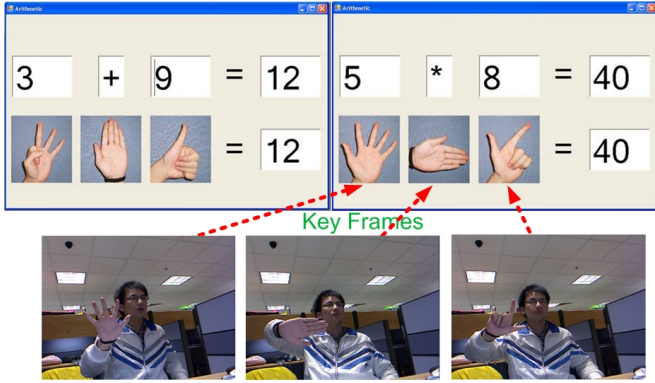 Arithmetic
3 + 9 = 12
= 12
Arithmetic
5 * 8 = 40
= 40
Key Frames